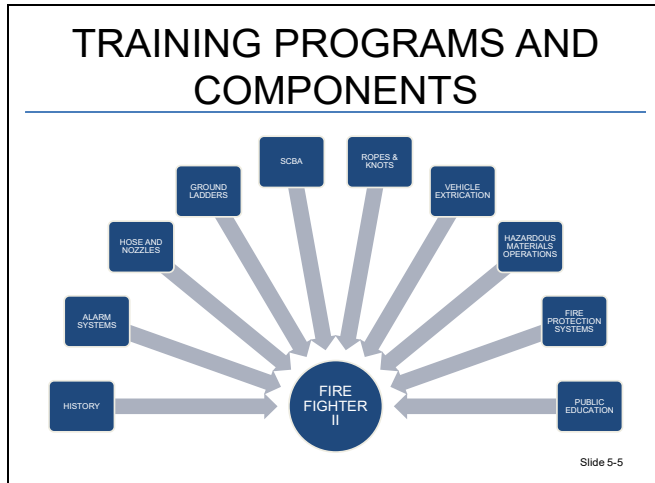 TRAINING PROGRAMS AND
COMPONENTS
HISTORY
ALARM
SYSTEMS
HOSE AND
NOZZLES
GROUND
LADDERS
SCBA
ROPES &
KNOTS
VEHICLE
EXTRICATION
HAZARDOUS
MATERIALS
OPERATIONS
FIRE
PROTECTION
SYSTEMS
PUBLIC
EDUCATION
FIRE
FIGHTER
II
Slide 5-5